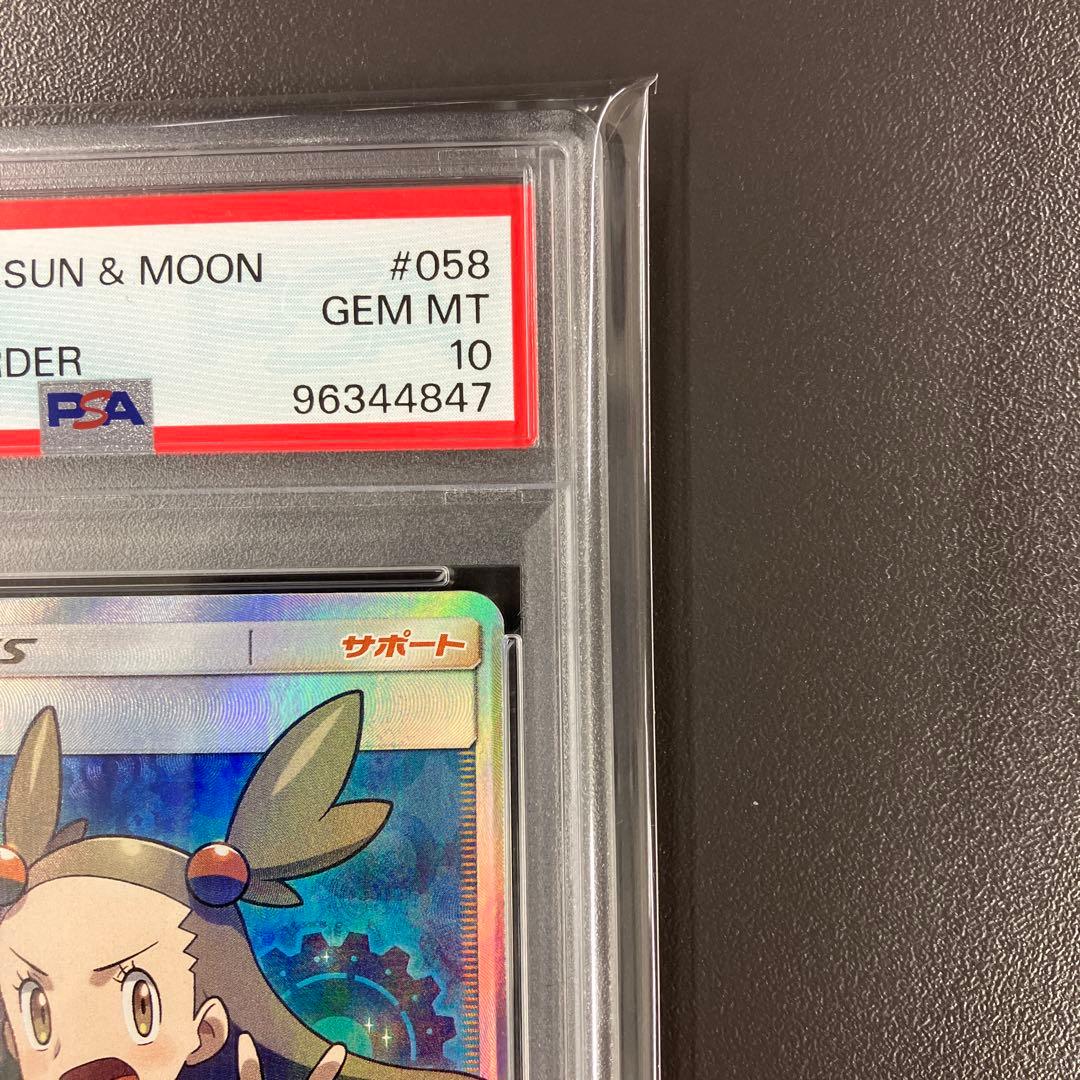 SUN & MOON #058
GEM MT
RDER 10
PSA 96344847
S サポート